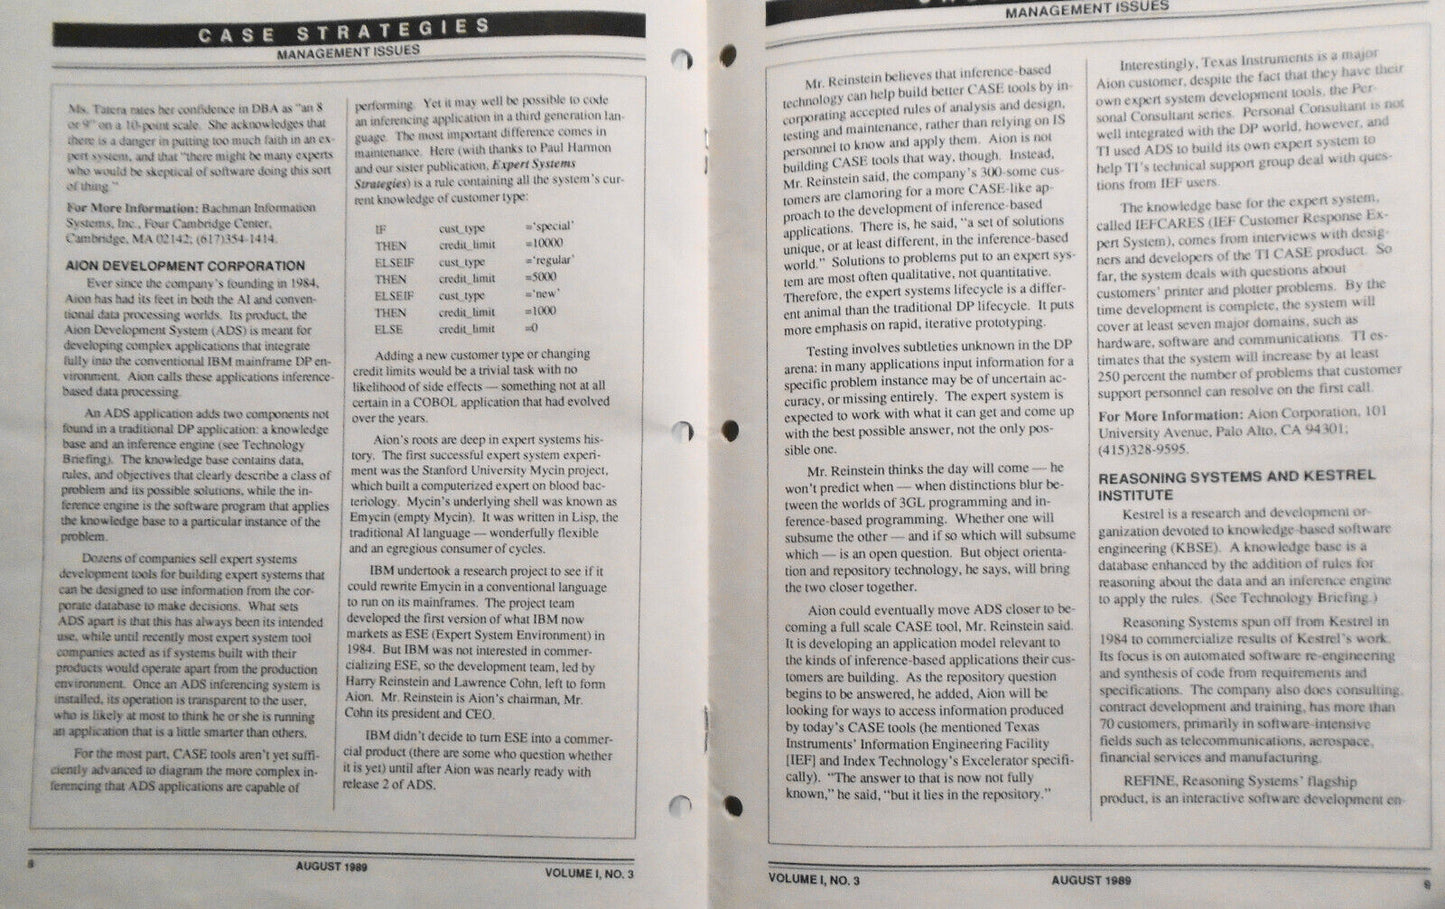 CASE STRATEGIES
MANAGEMENT ISSUES
Ms. Tatera rates her confidence in DBA as "an 8
or 9" on a 10-point scale. She acknowledges that
there is a danger in putting too much faith in an ex-
pert system, and that "there might be many experts
who would be skeptical of software doing this sort
of thing."
For More Information: Bachman Information
Systems, Inc., Four Cambridge Center,
Cambridge, MA 02142; (617)354-1414.
AION DEVELOPMENT CORPORATION
Ever since the company's founding in 1984,
Aion has had its feet in both the AI and conven-
tional data processing worlds. Its product, the
Aion Development System (ADS) is meant for
developing complex applications that integrate
fully into the conventional IBM mainframe DP en-
vironment. Aion calls these applications inference-
based data processing.
An ADS application adds two components not
found in a traditional DP application: a knowledge
base and an inference engine (see Technology
Briefing). The knowledge base contains data,
rules, and objectives that clearly describe a class of
problem and its possible solutions, while the in-
ference engine is the software program that applies
the knowledge base to a particular instance of the
problem.
Dozens of companies sell expert systems
development tools for building expert systems that
can be designed to use information from the cor-
porate database to make decisions. What sets
ADS apart is that this has always been its intended
use, while until recently most expert system tool
companies acted as if systems built with their
products would operate apart from the production
environment. Once an ADS inferencing system is
installed, its operation is transparent to the user,
who is likely at most to think he or she is running
an application that is a little smarter than others.
For the most part, CASE tools aren't yet suffi-
ciently advanced to diagram the more complex in-
ferencing that ADS applications are capable of
performing. Yet it may well be possible to code
an inferencing application in a third generation lan-
guage. The most important difference comes in
maintenance. Here (with thanks to Paul Harmon
and our sister publication, Expert Systems
Strategies) is a rule containing all the system's cur-
rent knowledge of customer type:
IF cust_type ='special'
THEN credit_limit =10000
ELSEIF cust_type ='regular'
THEN credit_limit =5000
ELSEIF cust_type ='new'
THEN credit_limit =1000
ELSE credit_limit =0
Adding a new customer type or changing
credit limits would be a trivial task with no
likelihood of side effects — something not at all
certain in a COBOL application that had evolved
over the years.
Aion's roots are deep in expert systems his-
tory. The first successful expert system experi-
ment was the Stanford University Mycin project,
which built a computerized expert on blood bac-
teriology. Mycin's underlying shell was known as
Emycin (empty Mycin). It was written in Lisp, the
traditional AI language — wonderfully flexible
and an egregious consumer of cycles.
IBM undertook a research project to see if it
could rewrite Emycin in a conventional language
to run on its mainframes. The project team
developed the first version of what IBM now
markets as ESE (Expert System Environment) in
1984. But IBM was not interested in commer-
cializing ESE, so the development team, led by
Harry Reinstein and Lawrence Cohn, left to form
Aion. Mr. Reinstein is Aion's chairman, Mr.
Cohn its president and CEO.
IBM didn't decide to turn ESE into a commer-
cial product (there are some who question whether
it is yet) until after Aion was nearly ready with
release 2 of ADS.
8
AUGUST 1989
VOLUME I, NO. 3
MANAGEMENT ISSUES
Mr. Reinstein believes that inference-based
technology can help build better CASE tools by in-
corporating accepted rules of analysis and design,
testing and maintenance, rather than relying on IS
personnel to know and apply them. Aion is not
building CASE tools that way, though. Instead,
Mr. Reinstein said, the company's 300-some cus-
tomers are clamoring for a more CASE-like ap-
proach to the development of inference-based
applications. There is, he said, "a set of solutions
unique, or at least different, in the inference-based
world." Solutions to problems put to an expert sys-
tem are most often qualitative, not quantitative.
Therefore, the expert systems lifecycle is a differ-
ent animal than the traditional DP lifecycle. It puts
more emphasis on rapid, iterative prototyping.
Testing involves subtleties unknown in the DP
arena: in many applications input information for a
specific problem instance may be of uncertain ac-
curacy, or missing entirely. The expert system is
expected to work with what it can get and come up
with the best possible answer, not the only pos-
sible one.
Mr. Reinstein thinks the day will come — he
won't predict when — when distinctions blur be-
tween the worlds of 3GL programming and in-
ference-based programming. Whether one will
subsume the other — and if so which will subsume
which — is an open question. But object orienta-
tion and repository technology, he says, will bring
the two closer together.
Aion could eventually move ADS closer to be-
coming a full scale CASE tool, Mr. Reinstein said.
It is developing an application model relevant to
the kinds of inference-based applications their cus-
tomers are building. As the repository question
begins to be answered, he added, Aion will be
looking for ways to access information produced
by today's CASE tools (he mentioned Texas
Instruments' Information Engineering Facility
[IEF] and Index Technology's Excelerator specifi-
cally). "The answer to that is now not fully
known," he said, "but it lies in the repository."
Interestingly, Texas Instruments is a major
Aion customer, despite the fact that they have their
own expert system development tools, the Per-
sonal Consultant series. Personal Consultant is not
well integrated with the DP world, however, and
TI used ADS to build its own expert system to
help TI's technical support group deal with ques-
tions from IEF users.
The knowledge base for the expert system,
called IEFCARES (IEF Customer Response Ex-
pert System), comes from interviews with desig-
ners and developers of the TI CASE product. So
far, the system deals with questions about
customers' printer and plotter problems. By the
time development is complete, the system will
cover at least seven major domains, such as
hardware, software and communications. TI es-
timates that the system will increase by at least
250 percent the number of problems that customer
support personnel can resolve on the first call.
For More Information: Aion Corporation, 101
University Avenue, Palo Alto, CA 94301;
(415)328-9595.
REASONING SYSTEMS AND KESTREL
INSTITUTE
Kestrel is a research and development or-
ganization devoted to knowledge-based software
engineering (KBSE). A knowledge base is a
database enhanced by the addition of rules for
reasoning about the data and an inference engine
to apply the rules. (See Technology Briefing.)
Reasoning Systems spun off from Kestrel in
1984 to commercialize results of Kestrel's work.
Its focus is on automated software re-engineering
and synthesis of code from requirements and
specifications. The company also does consulting,
contract development and training, has more than
70 customers, primarily in software-intensive
fields such as telecommunications, aerospace,
financial services and manufacturing.
REFINE, Reasoning Systems' flagship
product, is an interactive software development en-
VOLUME I, NO. 3
AUGUST 1989
9